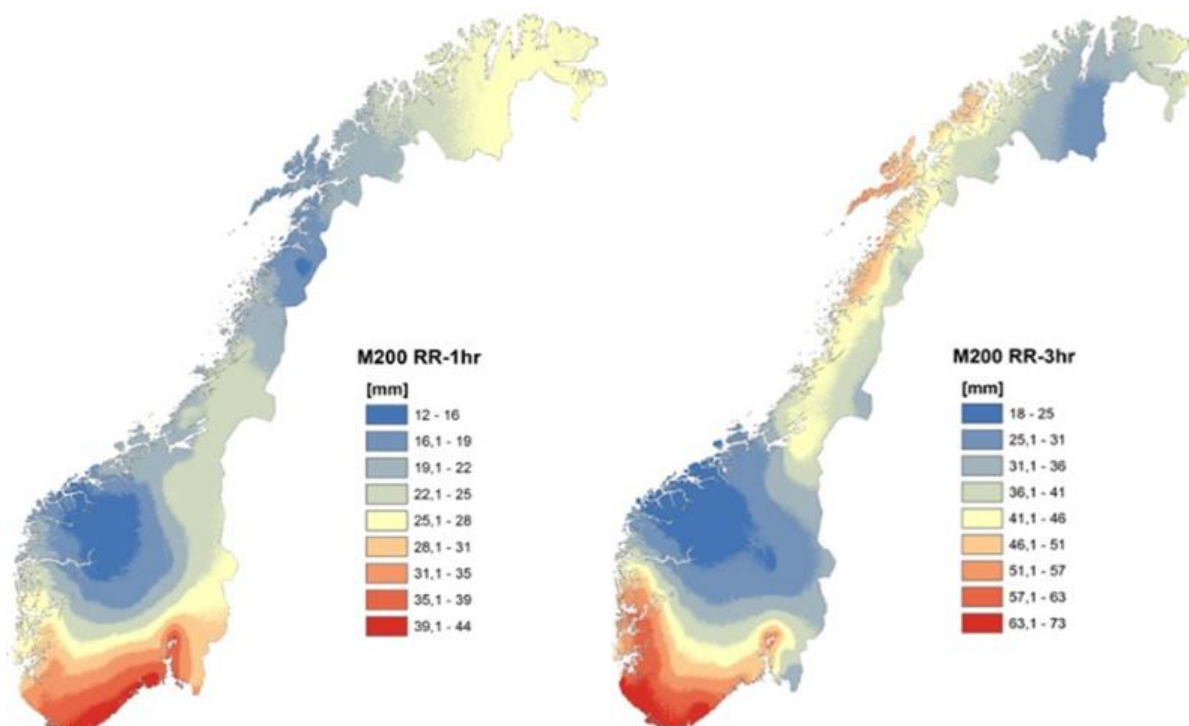 M200 RR-1hr
[mm]
12 - 16
16,1 - 19
19,1 - 22
22,1 - 25
25,1 - 28
28,1 - 31
31,1 - 35
35,1 - 39
39,1 - 44
M200 RR-3hr
[mm]
18 - 25
25,1 - 31
31,1 - 36
36,1 - 41
41,1 - 46
46,1 - 51
51,1 - 57
57,1 - 63
63,1 - 73